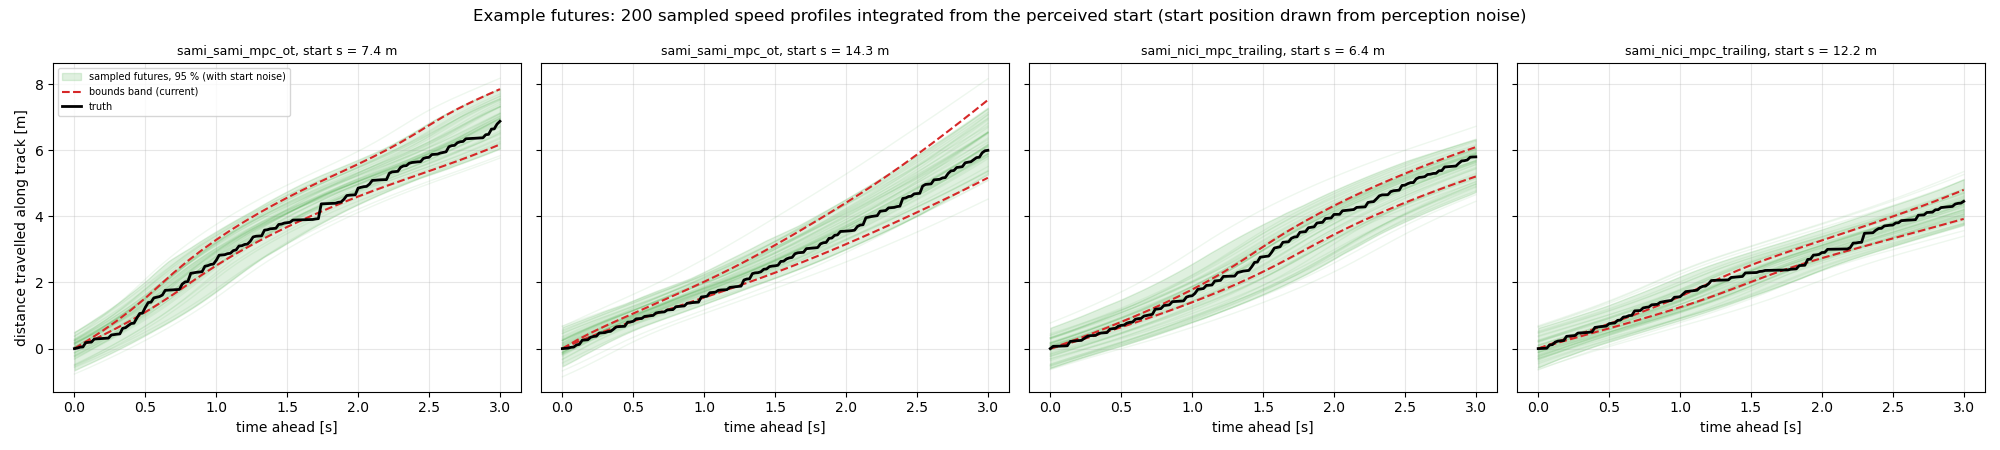 Example futures: 200 sampled speed profiles integrated from the perceived start (start position drawn from perception noise)
sami_sami_mpc_ot, start s = 7.4 m
sami_sami_mpc_ot, start s = 14.3 m
sami_nici_mpc_trailing, start s = 6.4 m
sami_nici_mpc_trailing, start s = 12.2 m
sampled futures, 95 % (with start noise)
bounds band (current)
truth
distance travelled along track [m]
8
6
4
2
0
0.0 0.5 1.0 1.5 2.0 2.5 3.0
0.0 0.5 1.0 1.5 2.0 2.5 3.0
0.0 0.5 1.0 1.5 2.0 2.5 3.0
0.0 0.5 1.0 1.5 2.0 2.5 3.0
time ahead [s]
time ahead [s]
time ahead [s]
time ahead [s]